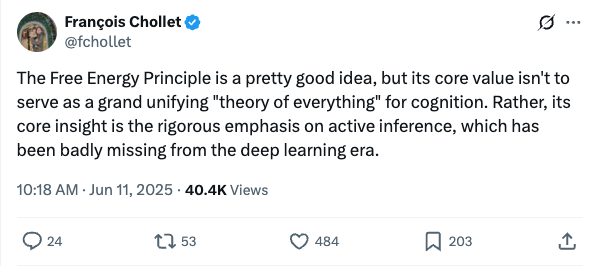 François Chollet
@fchollet
The Free Energy Principle is a pretty good idea, but its core value isn't to
serve as a grand unifying "theory of everything" for cognition. Rather, its
core insight is the rigorous emphasis on active inference, which has
been badly missing from the deep learning era.
10:18 AM · Jun 11, 2025 · 40.4K Views
24 53 484 203